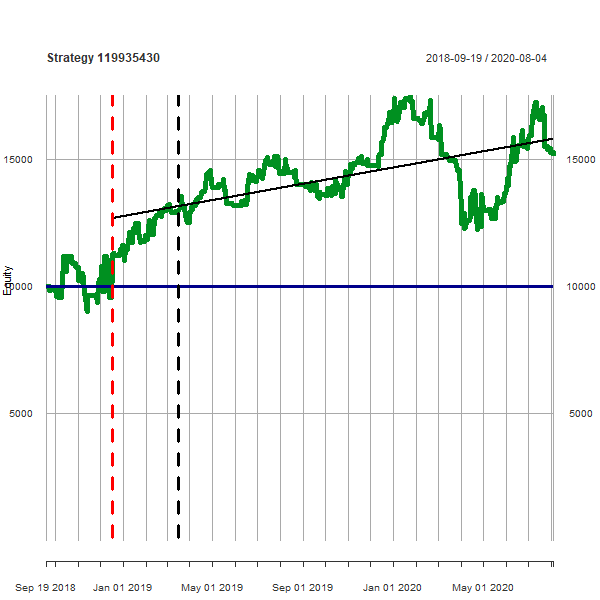 Strategy 119935430
2018-09-19 / 2020-08-04
15000 15000
Equity
10000 10000
5000 5000
Sep 19 2018 Jan 01 2019 May 01 2019 Sep 01 2019 Jan 01 2020 May 01 2020